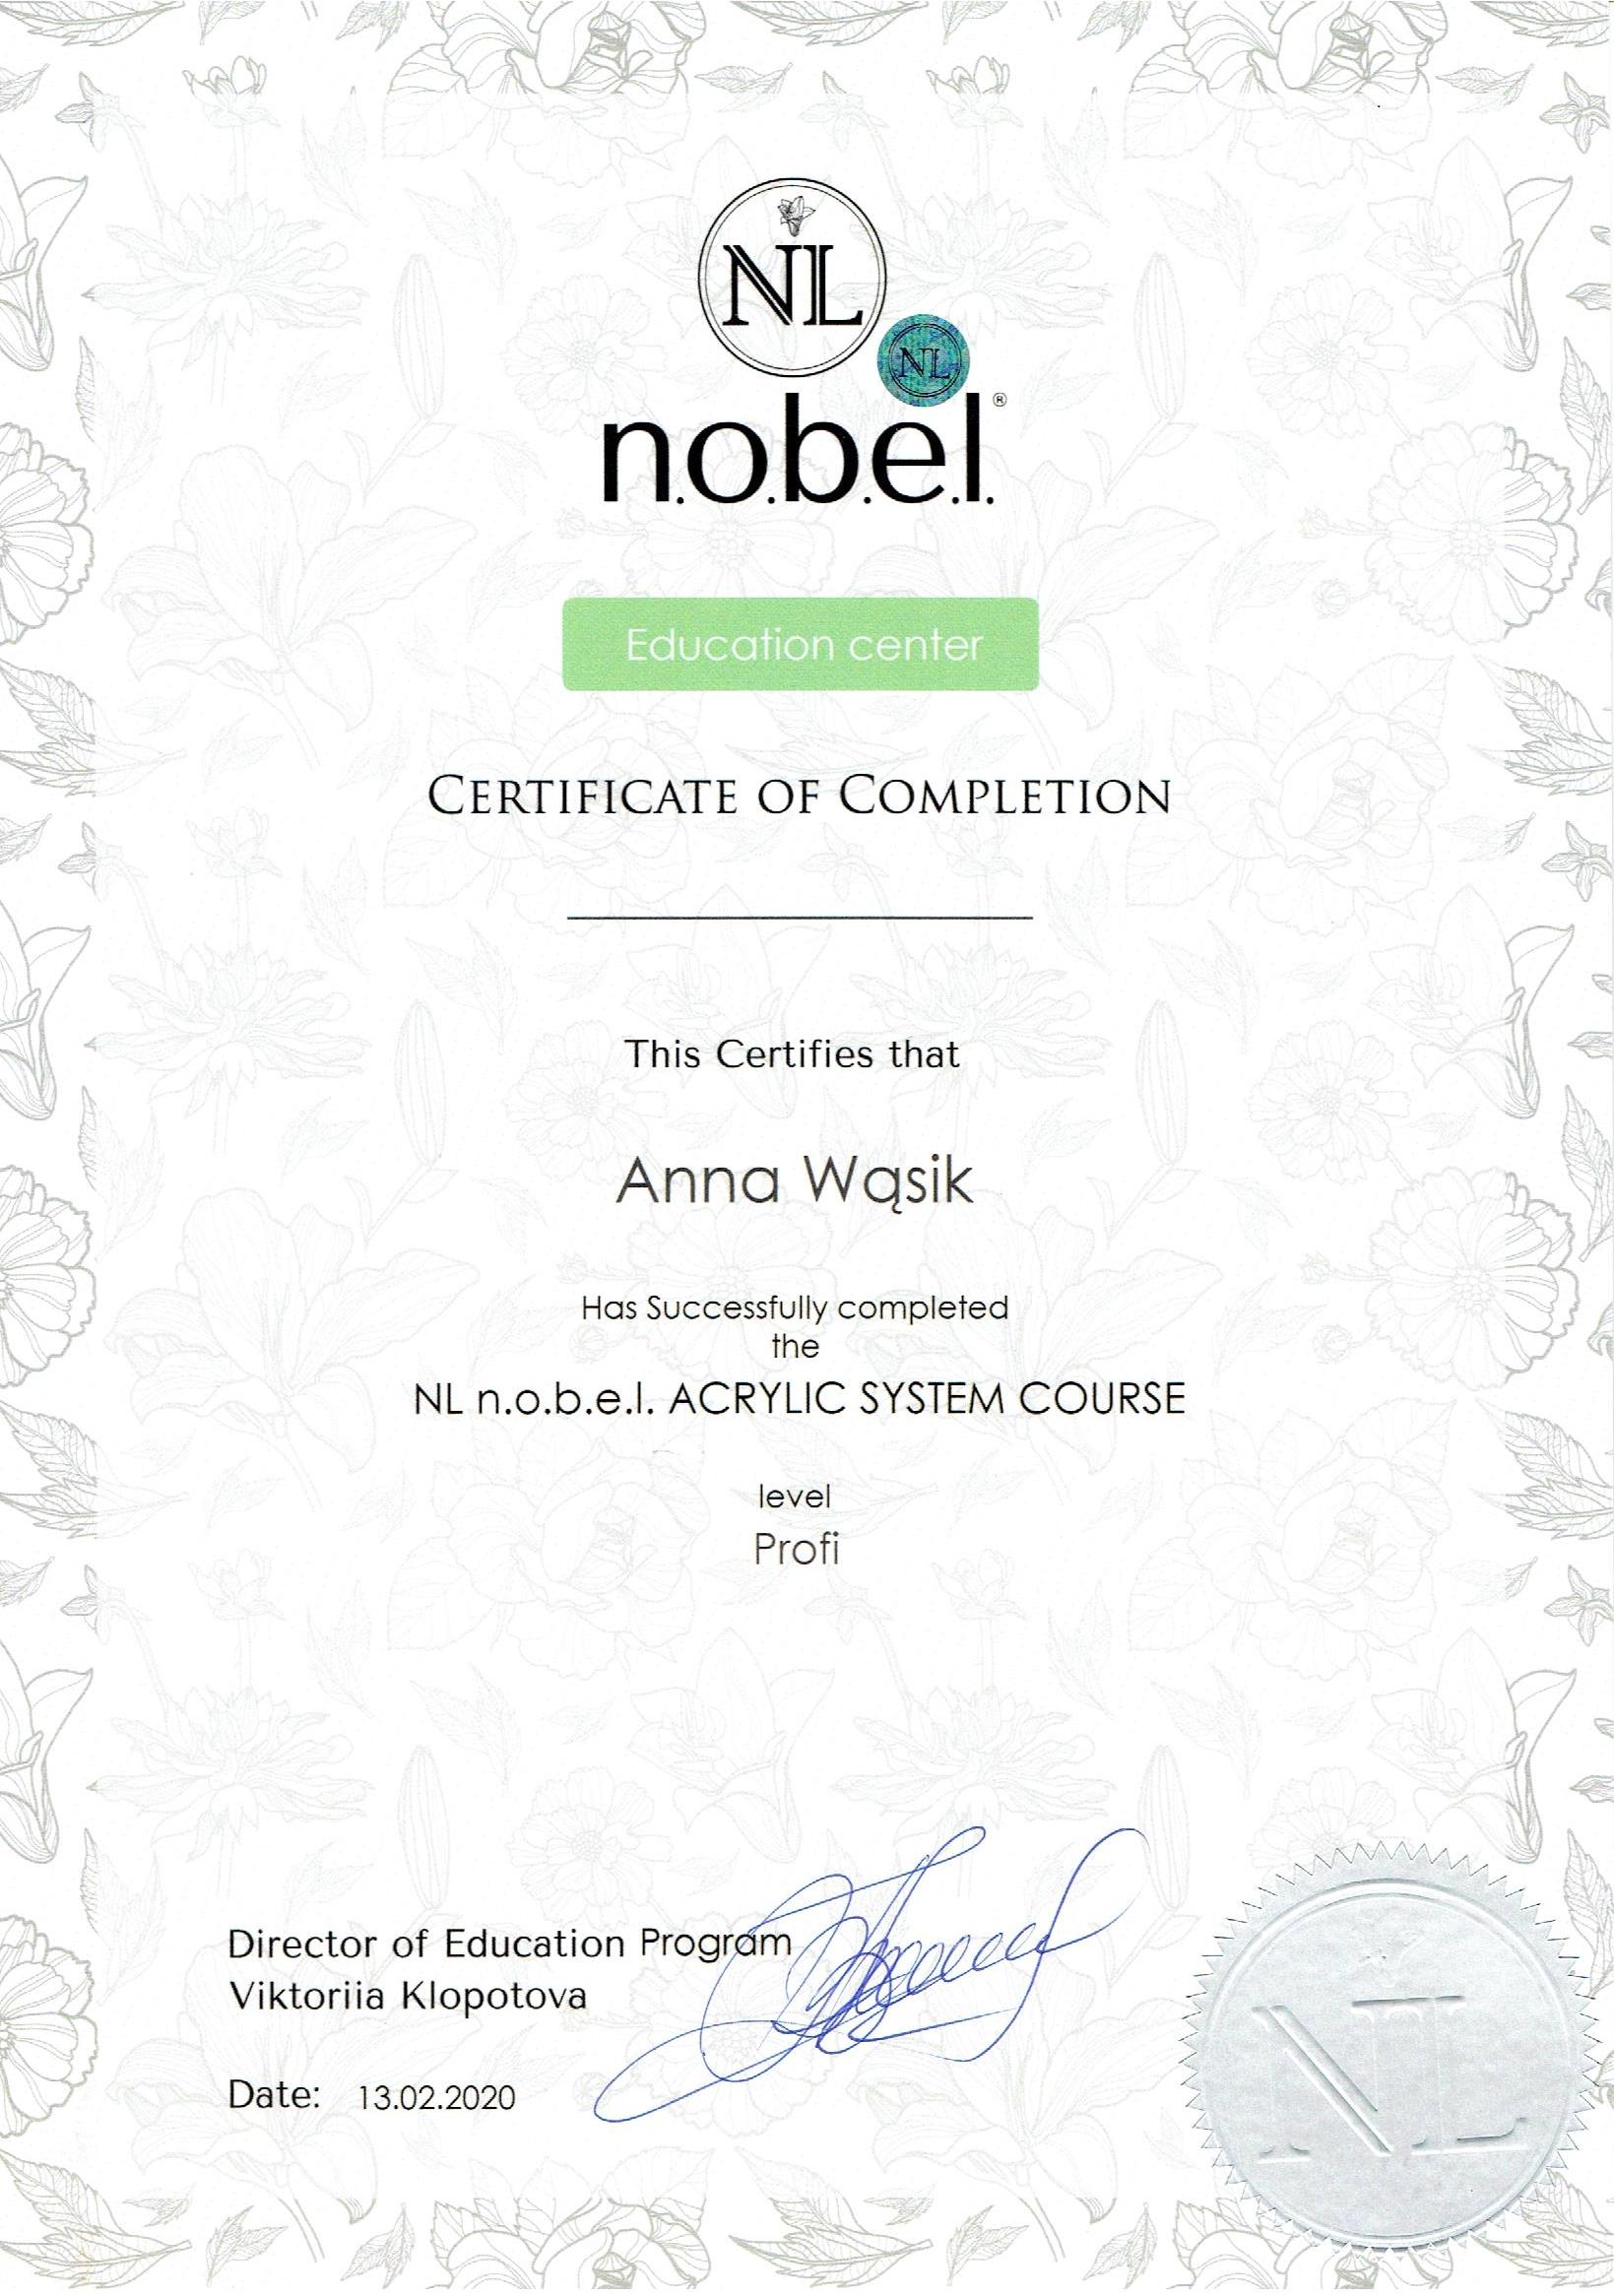 NL
NL
n.o.b.e.l.®
Education center
CERTIFICATE OF COMPLETION
This Certifies that
Anna Wąsik
Has Successfully completed
the
NL n.o.b.e.l. ACRYLIC SYSTEM COURSE
level
Profi
Director of Education Program
Viktoriia Klopotova
Date: 13.02.2020
NL